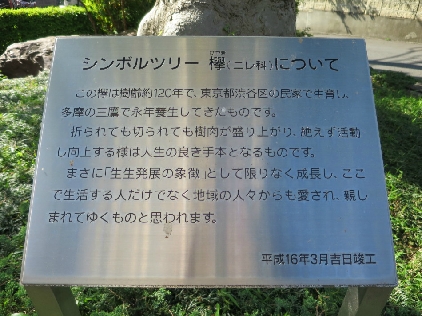 シンボルツリー 欅(ニレ科)について
この欅は樹齢約120年で、東京都渋谷区の民家で生育し、
多摩の三鷹で永年養生してきたものです。
折られても切られても樹肉が盛り上がり、絶えず活動
し向上する様は人生の良き手本となるものです。
まさに「生生発展の象徴」として限りなく成長し、ここ
で生活する人だけでなく地域の人々からも愛され、親し
まれてゆくものと思われます。
平成16年3月吉日竣工